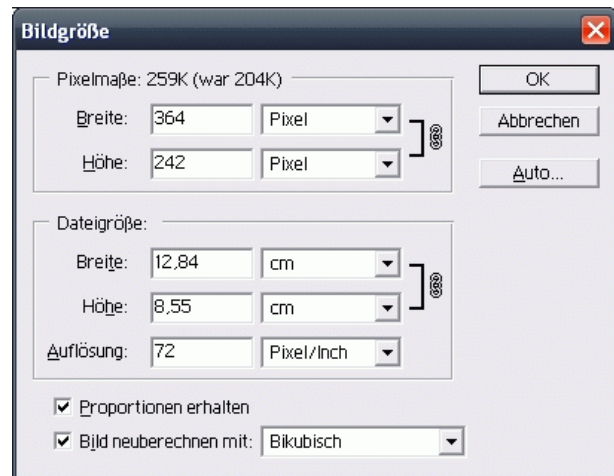 Bildgröße
Pixelmaße: 259K (war 204K)
Breite: 364 Pixel
Höhe: 242 Pixel
Dateigröße:
Breite: 12,84 cm
Höhe: 8,55 cm
Auflösung: 72 Pixel/Inch
Proportionen erhalten
Bild neuberechnen mit: Bikubisch
OK
Abbrechen
Auto...